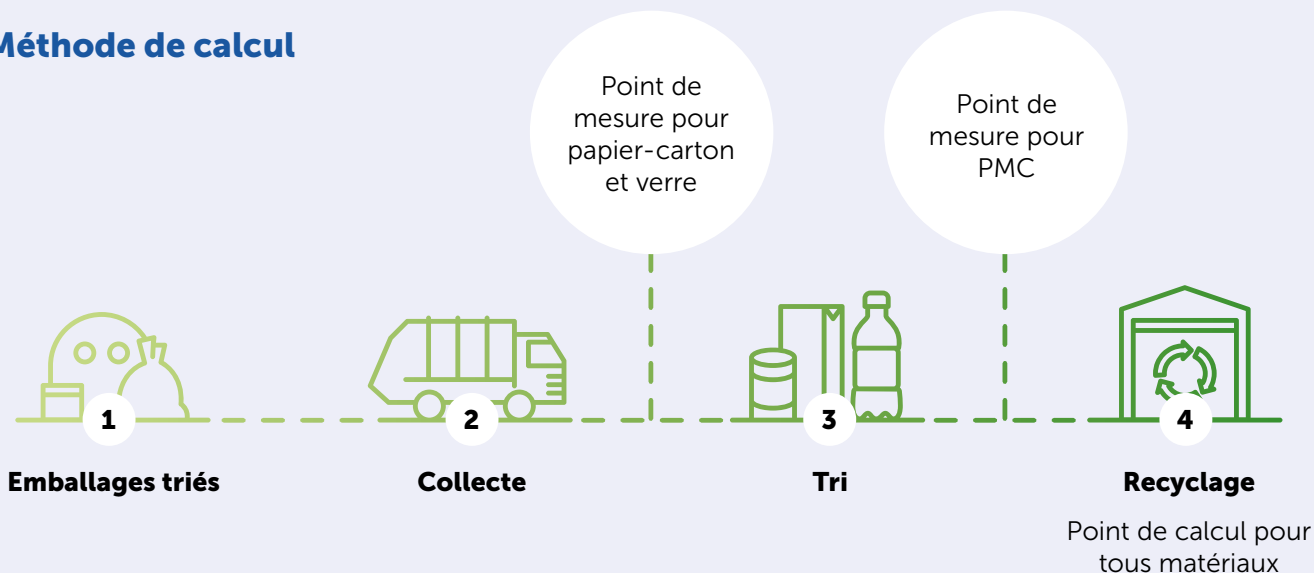 Méthode de calcul
Point de
mesure pour
papier-carton
et verre
Point de
mesure pour
PMC
1
2
3
4
Emballages triés
Collecte
Tri
Recyclage
Point de calcul pour
tous matériaux